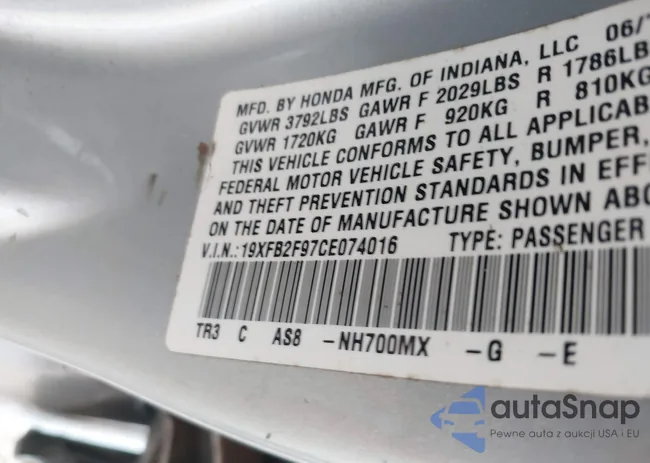 MFD. BY HONDA MFG. OF INDIANA, LLC 06/
GVWR 3792LBS GAWR F 2029LBS R 1786LB
GVWR 1720KG GAWR F 920KG R 810KG
THIS VEHICLE CONFORMS TO ALL APPLICAB
FEDERAL MOTOR VEHICLE SAFETY, BUMPER,
AND THEFT PREVENTION STANDARDS IN EFF
ON THE DATE OF MANUFACTURE SHOWN ABO
V.I.N.:19XFB2F97CE074016 TYPE: PASSENGER
TR3 C AS8 -NH700MX -G -E
autaSnap
Pewne auta z aukcji USA i EU